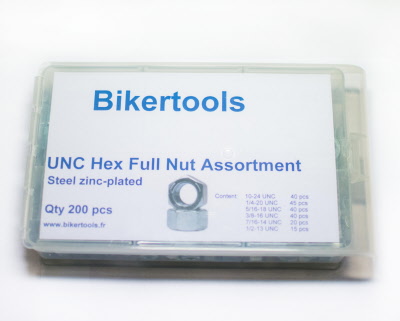 Bikertools
UNC Hex Full Nut Assortment
Steel zinc-plated
Qty 200 pcs
Content 10-24 UNC 40 pcs
1/4-20 UNC 45 pcs
5/16-18 UNC 40 pcs
3/8-16 UNC 40 pcs
7/16-14 UNC 20 pcs
1/2-13 UNC 15 pcs
www.bikertools.fr